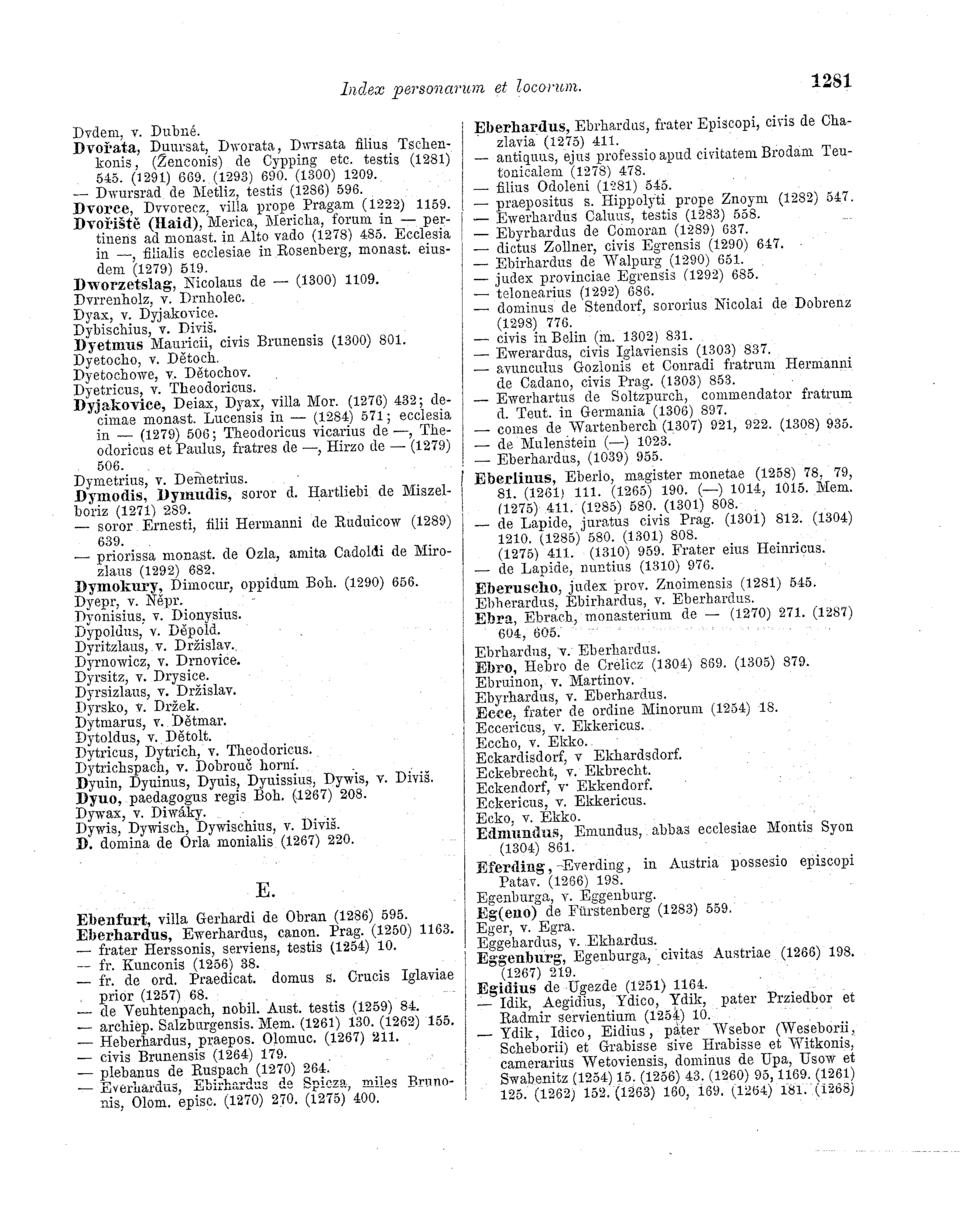 Index personarum et locorum.
1281
Dvdem, v. Dubné.
Dvořata, Duursat, Dworata, Dwrsata filius Tschen-
konis, (Ženconis) de Cypping etc. testis (1281)
545. (1291) 669. (1293) 690. (1300) 1209.
— Dwursrad de Metliz, testis (1286) 596.
Dvorce, Dvvorecz, villa prope Pragam (1222) 1159.
Dvořiště (Haid), Merica, Mericha, forum in — per-
tinens ad monast. in Alto vado (1278) 485. Ecclesia
in —, filialis ecclesiae in Rosenberg, monast. eius-
dem (1279) 519.
Dworzetslag, Nicolaus de — (1300) 1109.
Dvrrenholz, v. Drnholec.
Dyax, v. Dyjakovice.
Dybischius, v. Diviš.
Dyetmus Mauricii, civis Brunensis (1300) 801.
Dyetocho, v. Dětoch.
Dyetochowe, v. Dětochov.
Dyetricus, v. Theodoricus.
Dyjakovice, Deiax, Dyax, villa Mor. (1276) 432; de-
cimae monast. Lucensis in — (1284) 571; ecclesia
in — (1279) 506; Theodoricus vicarius de —, The-
odoricus et Paulus, fratres de —, Hirzo de — (1279)
506.
Dymetrius, v. Demetrius.
Dymodis, Dymudis, soror d. Hartliebi de Miszel-
boriz (1271) 289.
— soror Ernesti, filii Hermanni de Ruduicow (1289)
639.
— priorissa monast. de Ozla, amita Cadoldi de Miro-
zlaus (1292) 682.
Dymokury, Dimocur, oppidum Boh. (1290) 656.
Dyepr, v. Něpr.
Dyonisius, v. Dionysius.
Dypoldus, v. Děpold.
Dyritzlaus, v. Držislav.
Dyrnowicz, v. Drnovice.
Dyrsitz, v. Drysice.
Dyrsizlaus, v. Držislav.
Dyrsko, v. Držek.
Dytmarus, v. Dětmar.
Dytoldus, v. Dětolt.
Dytricus, Dytrich, v. Theodoricus.
Dytrichspach, v. Dobrouč horní.
Dyuin, Dyuinus, Dynis, Dyuissius, Dywis, v. Diviš.
Dyuo, paedagogus regis Boh. (1267) 208.
Dywax, v. Diwáky.
Dywis, Dywisch, Dywischius, v. Diviš.
D. domina de Orla monialis (1267) 220.
E.
Ebenfurt, villa Gerhardi de Obran (1286) 595.
Eberhardus, Ewerhardus, canon. Prag. (1250) 1163.
— frater Herssonis, serviens, testis (1254) 10.
— fr. Kunconis (1256) 38.
— fr. de ord. Praedicat. domus s. Crucis Iglaviae
prior (1257) 68.
— de Veuhtenpach, nobil. Aust. testis (1259) 84.
— archiep. Salzburgensis. Mem. (1261) 130. (1262) 155.
— Heberhardus, praepos. Olomuc. (1267) 211.
— civis Brunensis (1264) 179.
— plebanus de Ruspach (1270) 264.
— Everhardus, Ebirhardus de Spicza, miles Bruno-
nis, Olom. episc. (1270) 270. (1275) 400.
Eberhardus, Ebrhardus, frater Episcopi, civis de Cha-
zlavia (1275) 411.
— antiquus, ejus professio apud civitatem Brodam Teu-
tonicalem (1278) 478.
— filius Odoleni (1281) 545.
— praepositus s. Hippolyti prope Znoym (1282) 547.
— Ewerhardus Caluus, testis (1283) 558.
— Ebyrhardus de Comoran (1289) 637.
— dictus Zollner, civis Egrensis (1290) 647.
— Ebirhardus de Walpurg (1290) 651.
— judex provinciae Egrensis (1292) 685.
— telonearius (1292) 686.
— dominus de Stendorf, sororius Nicolai de Dobrenz
(1298) 776.
— civis in Belin (m. 1302) 831.
— Ewerardus, civis Iglaviensis (1303) 837.
— avunculus Gozlonis et Conradi fratrum Hermanni
de Cadano, civis Prag. (1303) 853.
— Ewerhartus de Soltzpurch, commendator fratrum
d. Teut. in Germania (1306) 897.
— comes de Wartenberch (1307) 921, 922. (1308) 935.
— de Mulenstein (—) 1023.
— Eberhardus, (1039) 955.
Eberlinus, Eberlo, magister monetae (1258) 78, 79,
81. (1261) 111. (1265) 190. (—) 1014, 1015. Mem.
(1275) 411. (1285) 580. (1301) 808.
— de Lapide, juratus civis Prag. (1301) 812. (1304)
1210. (1285) 580. (1301) 808.
(1275) 411. (1310) 959. Frater eius Heinricus.
— de Lapide, nuntius (1310) 976.
Eberuscho, judex prov. Znoimensis (1281) 545.
Ebherardus, Ebirhardus, v. Eberhardus.
Ebra, Ebrach, monasterium de — (1270) 271. (1287)
604, 605.
Ebrhardus, v. Eberhardus.
Ebro, Hebro de Crelicz (1304) 869. (1305) 879.
Ebruinon, v. Martinov.
Ebyrhardus, v. Eberhardus.
Ecce, frater de ordine Minorum (1254) 18.
Eccericus, v. Ekkericus.
Eccho, v. Ekko.
Eckardisdorf, v Ekhardsdorf.
Eckebrecht, v. Ekbrecht.
Eckendorf, v· Ekkendorf.
Eckericus, v. Ekkericus.
Ecko, v. Ekko.
Edmundus, Emundus, abbas ecclesiae Montis Syon
(1304) 861.
Eferding, Everding, in Austria possesio episcopi
Patav. (1266) 198.
Egenburga, v. Eggenburg.
Eg(eno) de Fürstenberg (1283) 559.
Eger, v. Egra.
Eggehardus, v. Ekhardus.
Eggenburg, Egenburga, civitas Austriae (1266) 198.
(1267) 219.
Egidius de Ugezde (1251) 1164.
— Idik, Aegidius, Ydico, Ydik, pater Prziedbor et
Radmir servientium (1254) 10.
— Ydik, Idico, Eidius, pater Wsebor (Weseborii,
Scheborii) et Grabisse sive Hrabisse et Witkonis,
camerarius Wetoviensis, dominus de Upa, Usow et
Swabenitz (1254) 15. (1256) 43. (1260) 95, 1169. (1261)
125. (1262) 152. (1263) 160, 169. (1264) 181. (1268)